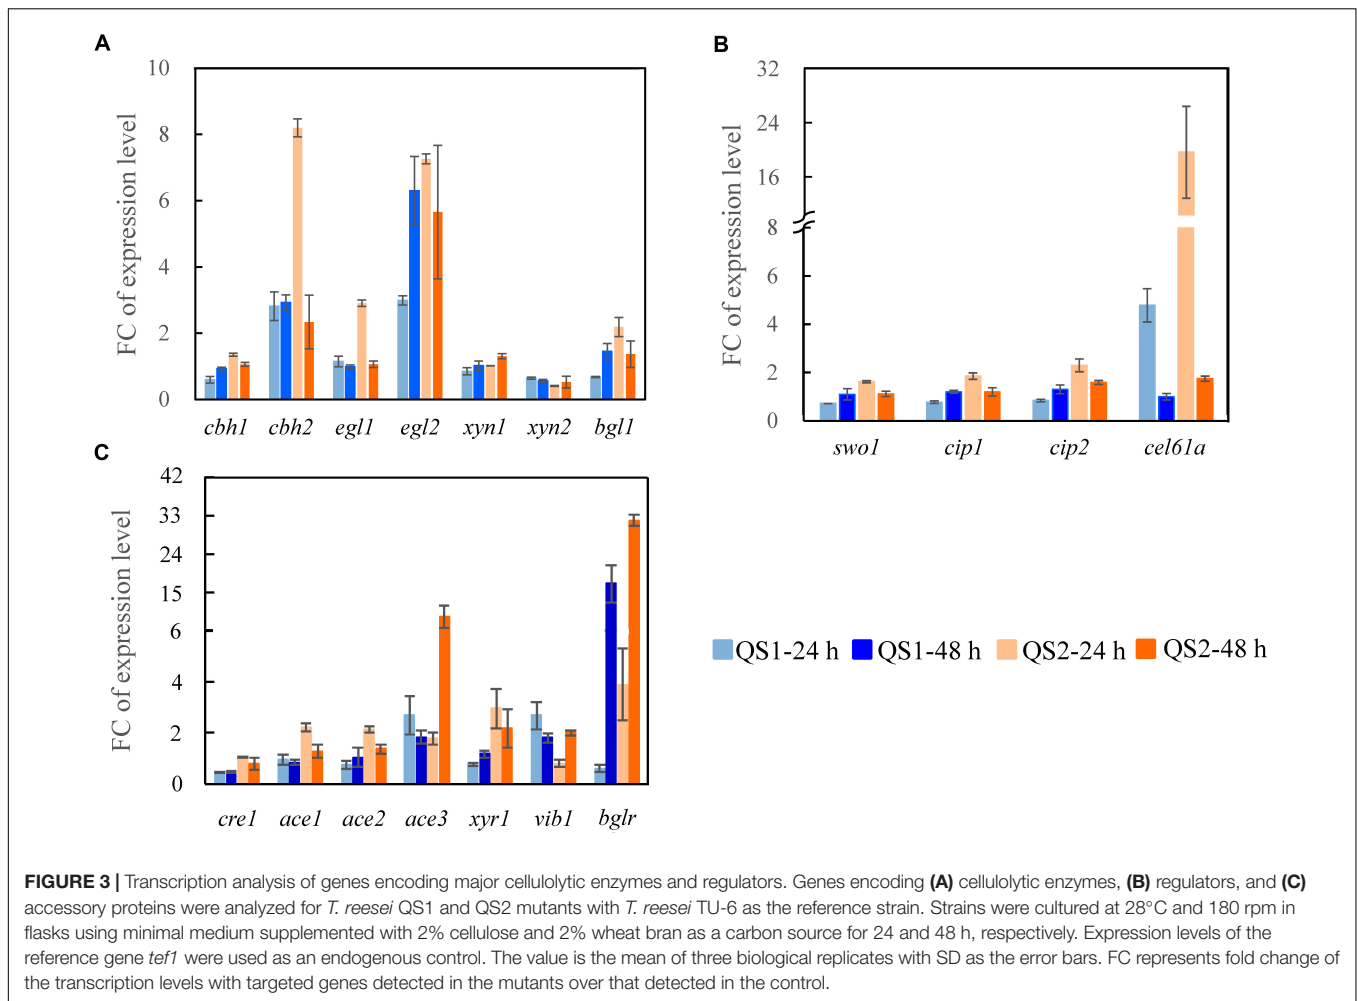 A
10
8
6
4
2
0
FC of expression level
cbh1 cbh2 egl1 egl2 xyn1 xyn2 bgl1
B
32
24
16
8
6
4
2
0
FC of expression level
swo1 cip1 cip2 cel61a
C
42
33
24
15
6
4
2
0
FC of expression level
cre1 ace1 ace2 ace3 xyr1 vib1 bglr
QS1-24 h QS1-48 h QS2-24 h QS2-48 h
FIGURE 3 | Transcription analysis of genes encoding major cellulolytic enzymes and regulators. Genes encoding (A) cellulolytic enzymes, (B) regulators, and (C)
accessory proteins were analyzed for T. reesei QS1 and QS2 mutants with T. reesei TU-6 as the reference strain. Strains were cultured at 28°C and 180 rpm in
flasks using minimal medium supplemented with 2% cellulose and 2% wheat bran as a carbon source for 24 and 48 h, respectively. Expression levels of the
reference gene tef1 were used as an endogenous control. The value is the mean of three biological replicates with SD as the error bars. FC represents fold change of
the transcription levels with targeted genes detected in the mutants over that detected in the control.